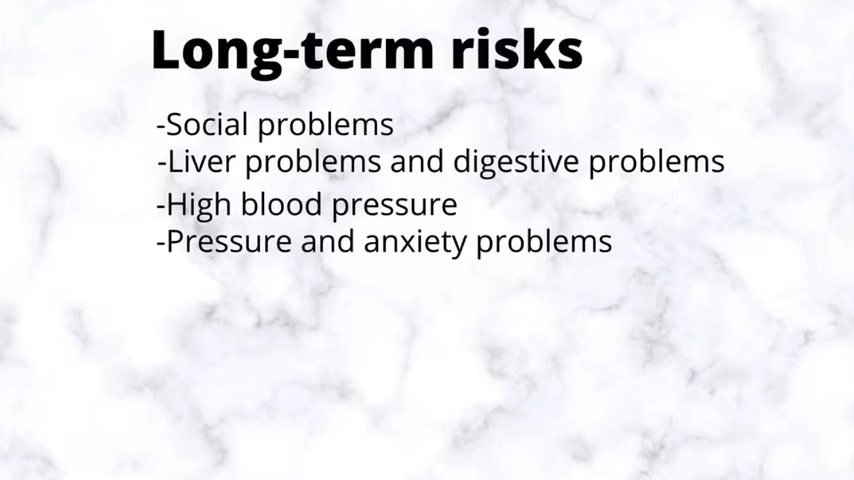 Long-term risks
-Social problems
-Liver problems and digestive problems
-High blood pressure
-Pressure and anxiety problems